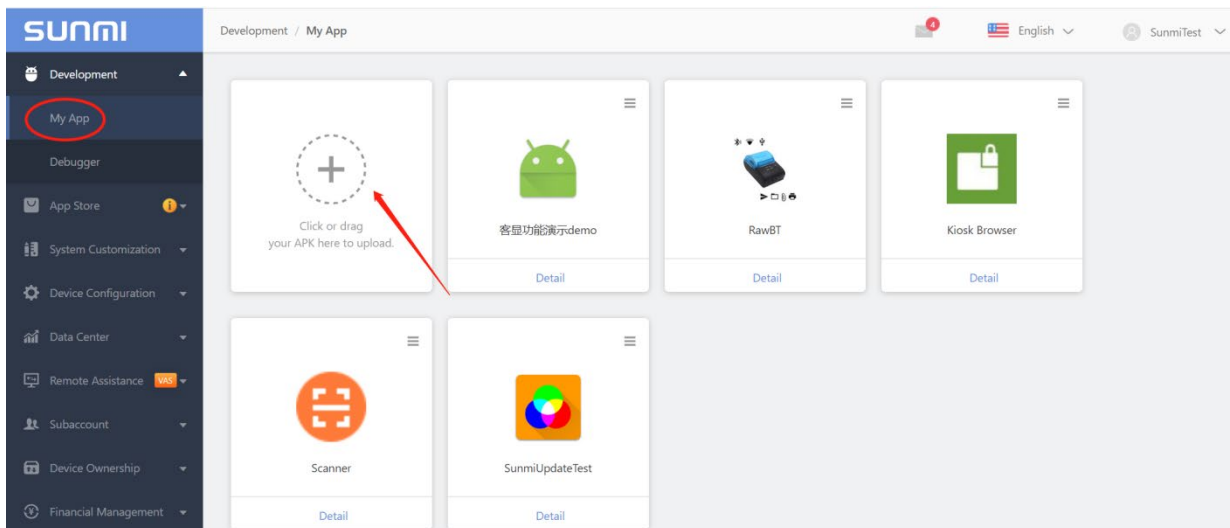 SUNMI
Development / My App
4
English
SunmiTest
Development
My App
Debugger
App Store
System Customization
Device Configuration
Data Center
Remote Assistance VAS
Subaccount
Device Ownership
Financial Management
Click or drag
your APK here to upload.
客显功能演示demo
Detail
RawBT
Detail
Kiosk Browser
Detail
Scanner
Detail
SunmiUpdateTest
Detail